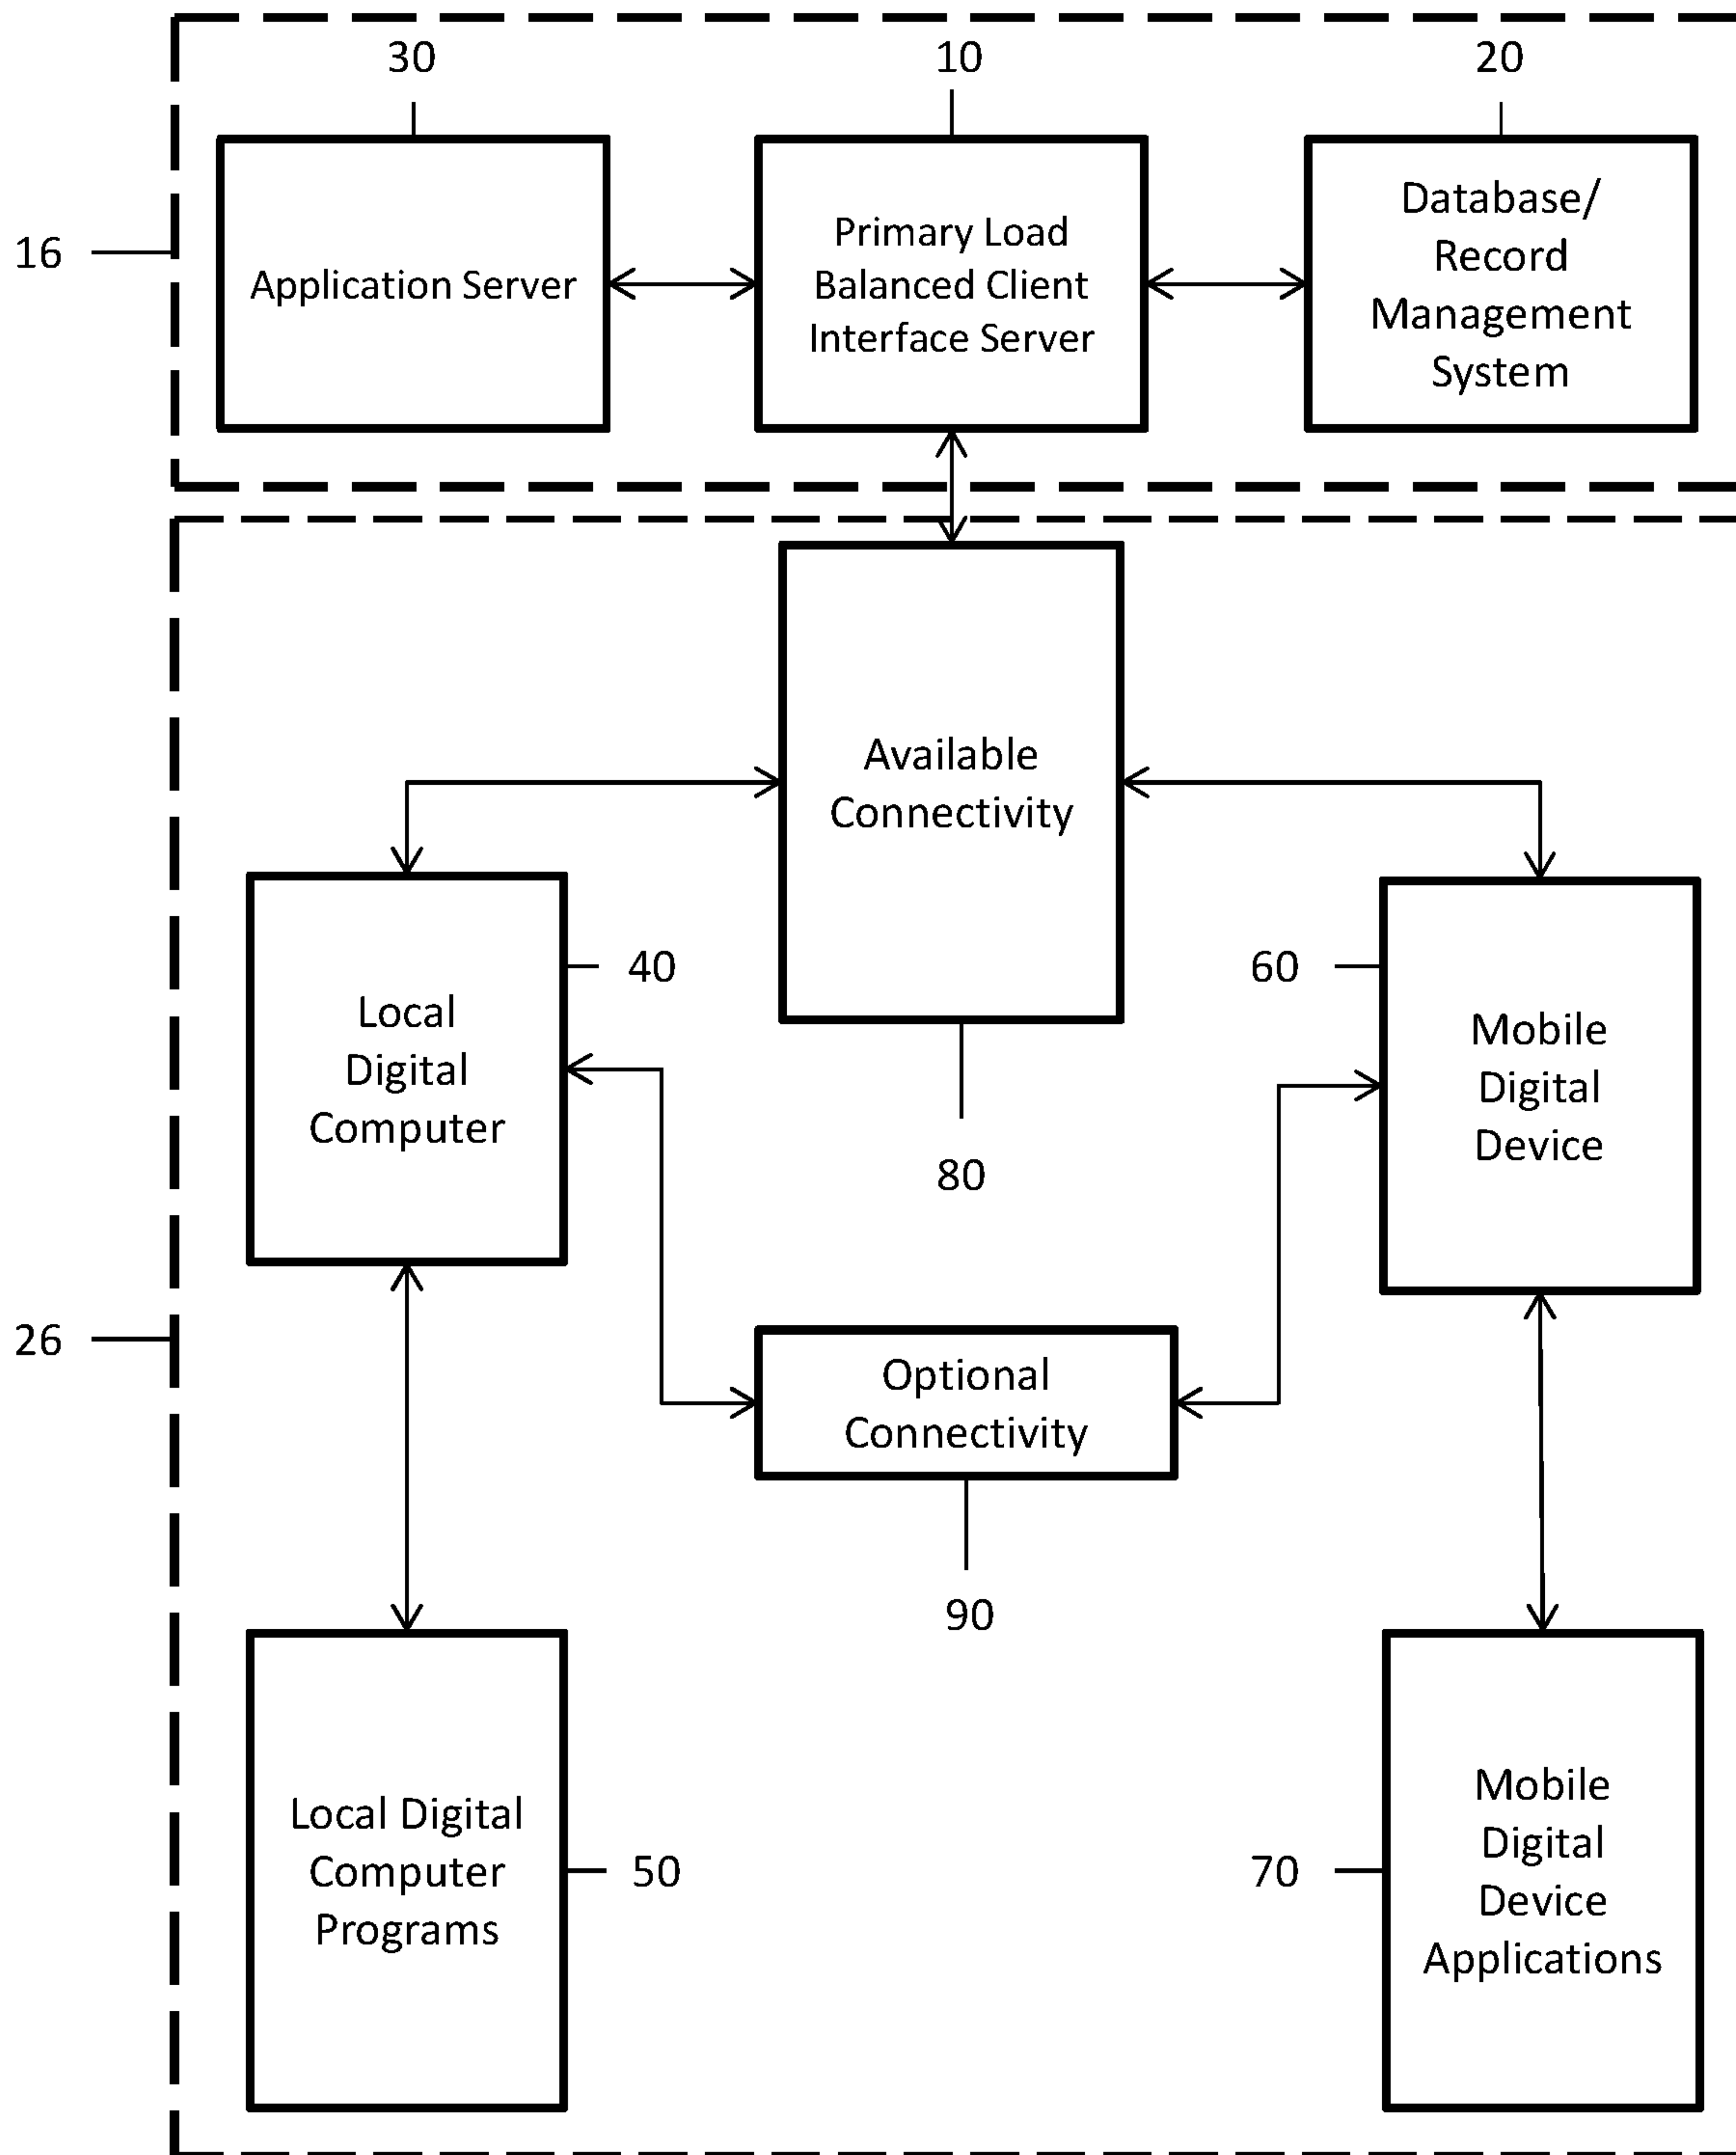 30
10
20
16
Application Server
Primary Load
Balanced Client
Interface Server
Database/
Record
Management
System
Available
Connectivity
40
60
Local
Digital
Computer
Mobile
Digital
Device
80
26
Optional
Connectivity
90
Local Digital
Computer
Programs
50
70
Mobile
Digital
Device
Applications